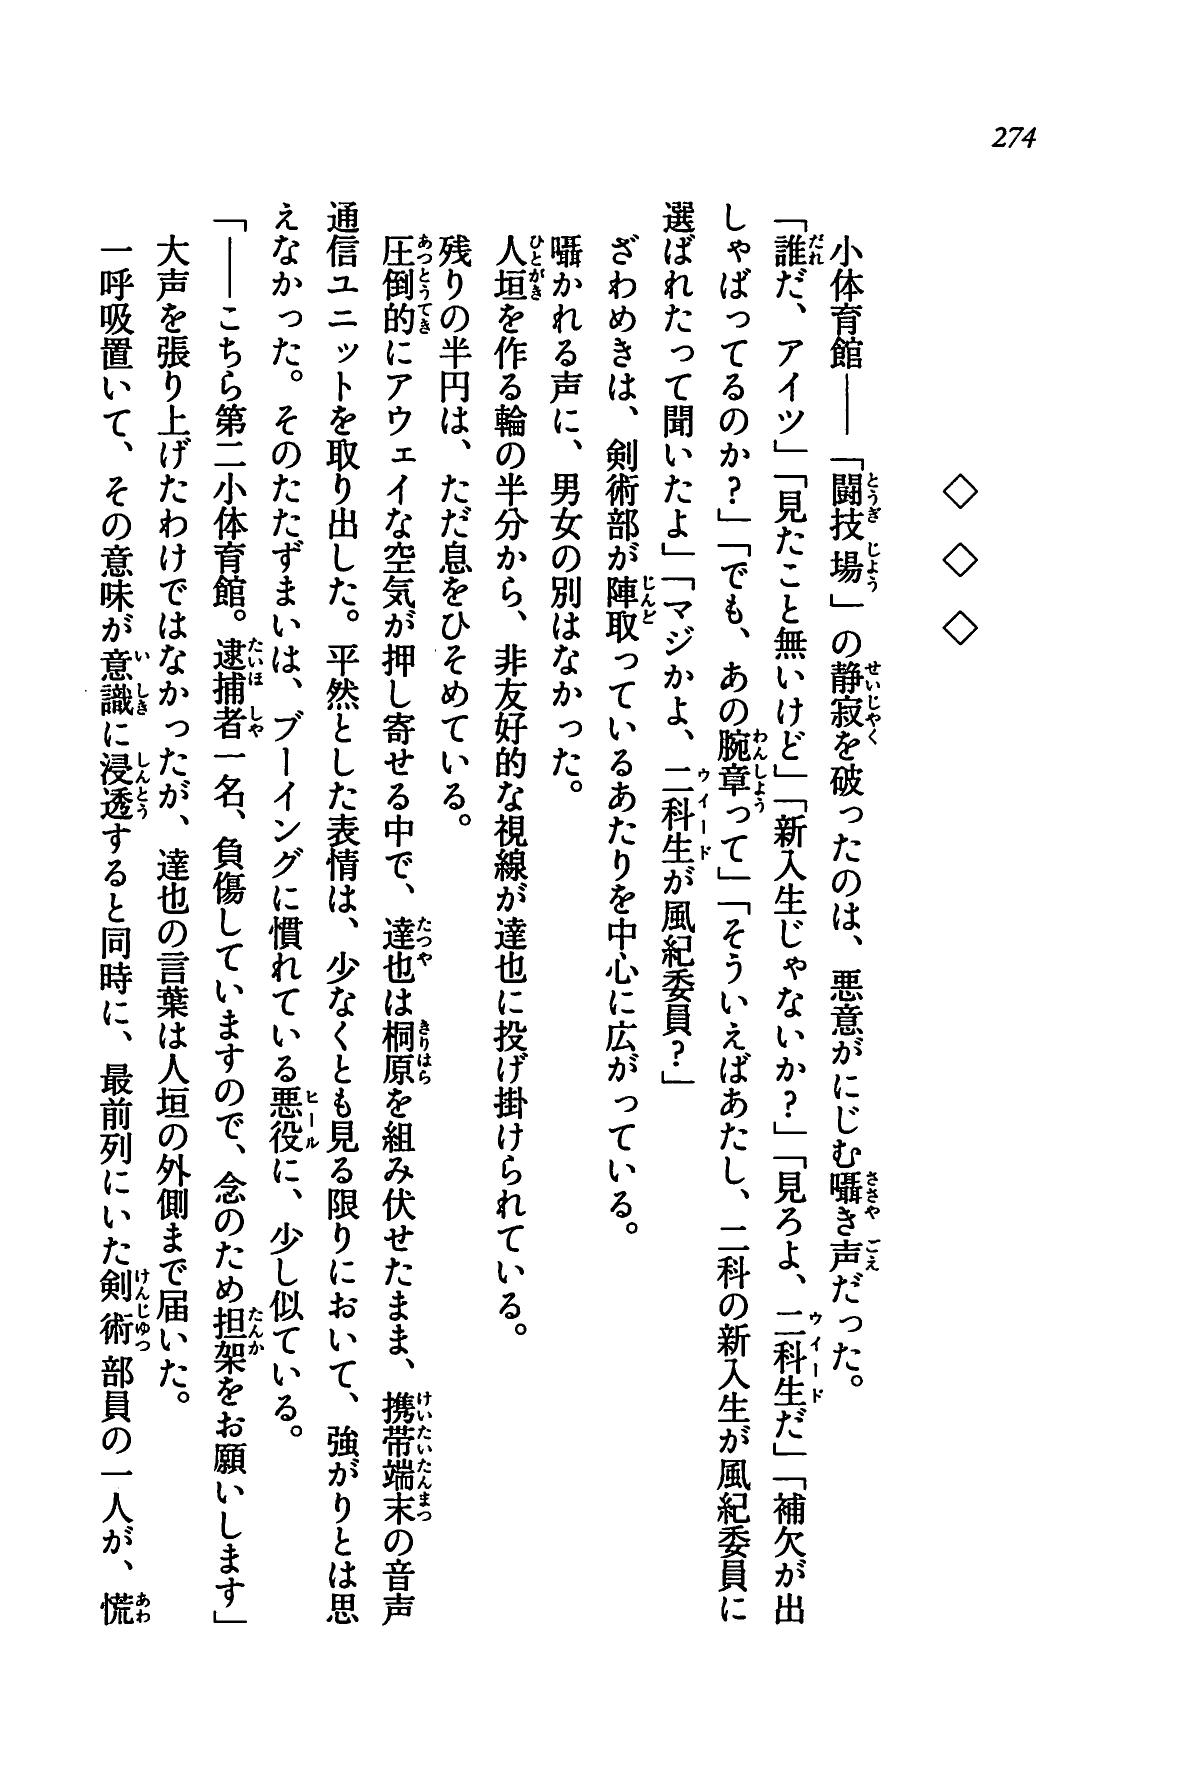 274
◇ ◇ ◇
小体育館――「闘技場」の静寂を破ったのは、悪意がにじむ囁き声だった。
「誰だ、アイツ」「見たこと無いけど」「新入生じゃないか？」「見ろよ、二科生だ」「補欠が出
しゃばってるのか？」「でも、あの腕章って」「そういえばあたし、二科の新入生が風紀委員に
選ばれたって聞いたよ」「マジかよ、二科生が風紀委員？」
ざわめきは、剣術部が陣取っているあたりを中心に広がっている。
囁かれる声に、男女の別はなかった。
人垣を作る輪の半分から、非友好的な視線が達也に投げ掛けられている。
残りの半円は、ただ息をひそめている。
圧倒的にアウェイな空気が押し寄せる中で、達也は桐原を組み伏せたまま、携帯端末の音声
通信ユニットを取り出した。平然とした表情は、少なくとも見る限りにおいて、強がりとは思
えなかった。そのたたずまいは、ブーイングに慣れている悪役に、少し似ている。
「――こちら第二小体育館。逮捕者一名、負傷していますので、念のため担架をお願いします」
大声を張り上げたわけではなかったが、達也の言葉は人垣の外側まで届いた。
一呼吸置いて、その意味が意識に浸透すると同時に、最前列にいた剣術部員の一人が、慌